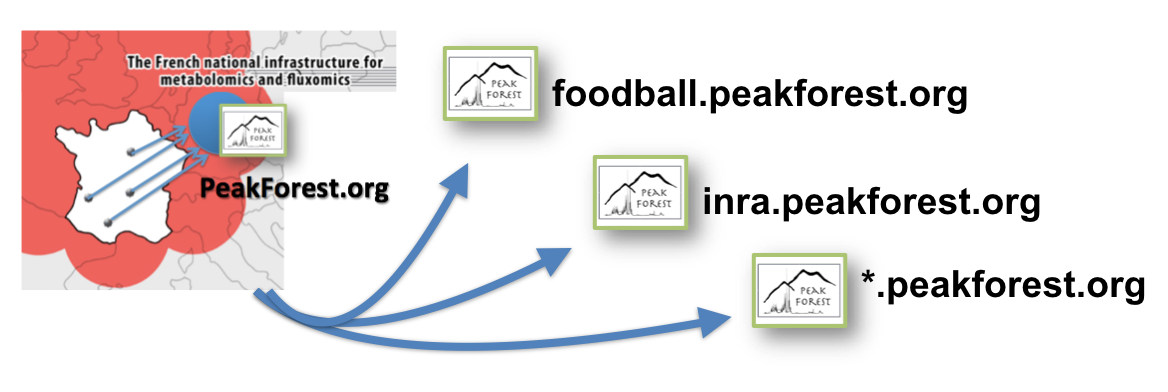 The French national infrastructure for
metabolomics and fluxomics
PEAK
FOREST
PeakForest.org
PEAK
FOREST
foodball.peakforest.org
PEAK
FOREST
inra.peakforest.org
PEAK
FOREST
*.peakforest.org